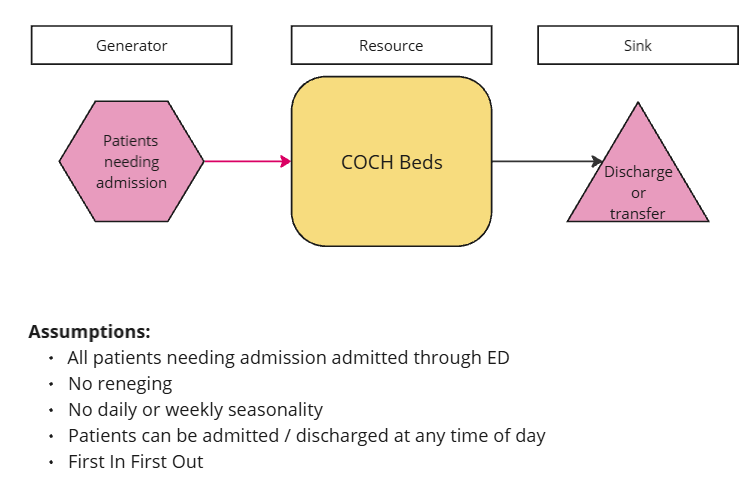 Generator
Resource
Sink
Patients
needing
admission
COCH Beds
Discharge
or
transfer
Assumptions:
• All patients needing admission admitted through ED
• No reneging
• No daily or weekly seasonality
• Patients can be admitted / discharged at any time of day
• First In First Out